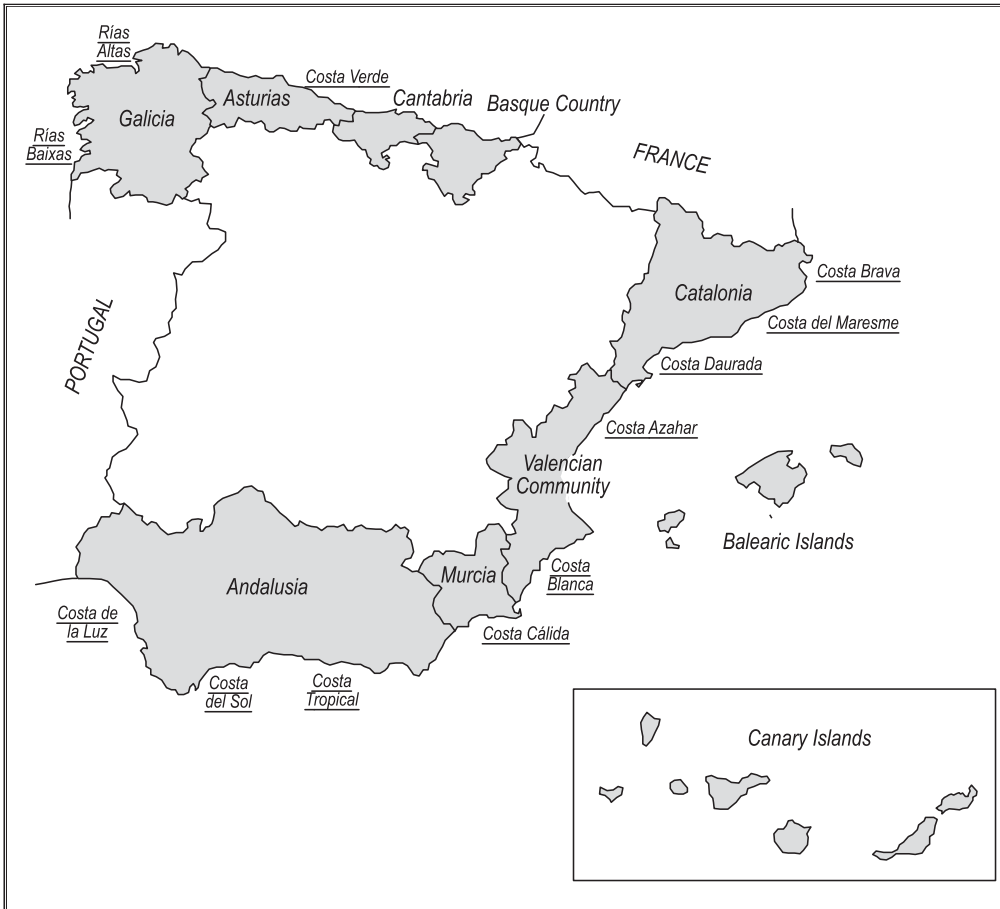 Rías
Altas
Costa Verde
Asturias
Cantabria
Basque Country
Galicia
Rías
Baixas
FRANCE
Costa Brava
Catalonia
Costa del Maresme
PORTUGAL
Costa Daurada
Costa Azahar
Valencian
Community
Balearic Islands
Murcia
Costa
Blanca
Andalusia
Costa de
la Luz
Costa Cálida
Costa
del Sol
Costa
Tropical
Canary Islands